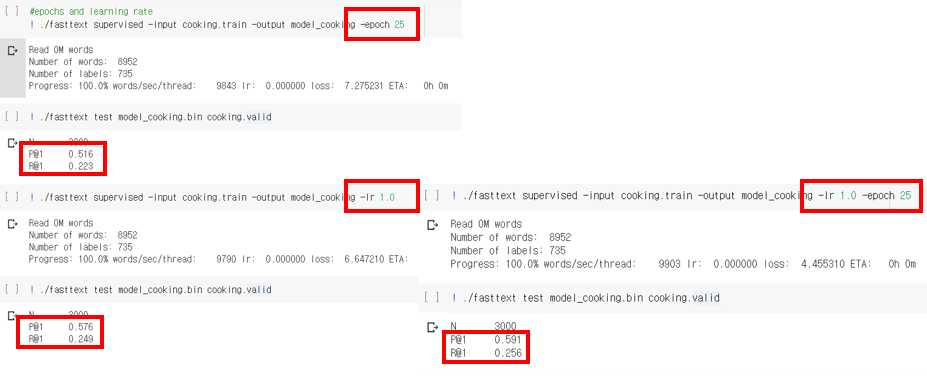 [ ] #epochs and learning rate
! ./fasttext supervised -input cooking.train -output model_cooking -epoch 25
Read 0M words
Number of words: 8952
Number of labels: 735
Progress: 100.0% words/sec/thread: 9843 lr: 0.000000 loss: 7.275231 ETA: 0h 0m
[ ] ! ./fasttext test model_cooking.bin cooking.valid
N 3000
P@1 0.516
R@1 0.223
[ ] ! ./fasttext supervised -input cooking.train -output model_cooking -lr 1.0
Read 0M words
Number of words: 8952
Number of labels: 735
Progress: 100.0% words/sec/thread: 9790 lr: 0.000000 loss: 6.647210 ETA:
[ ] ! ./fasttext test model_cooking.bin cooking.valid
N 3000
P@1 0.576
R@1 0.249
[ ] ! ./fasttext supervised -input cooking.train -output model_cooking -lr 1.0 -epoch 25
Read 0M words
Number of words: 8952
Number of labels: 735
Progress: 100.0% words/sec/thread: 9903 lr: 0.000000 loss: 4.455310 ETA: 0h 0m
[ ] ! ./fasttext test model_cooking.bin cooking.valid
N 3000
P@1 0.591
R@1 0.256